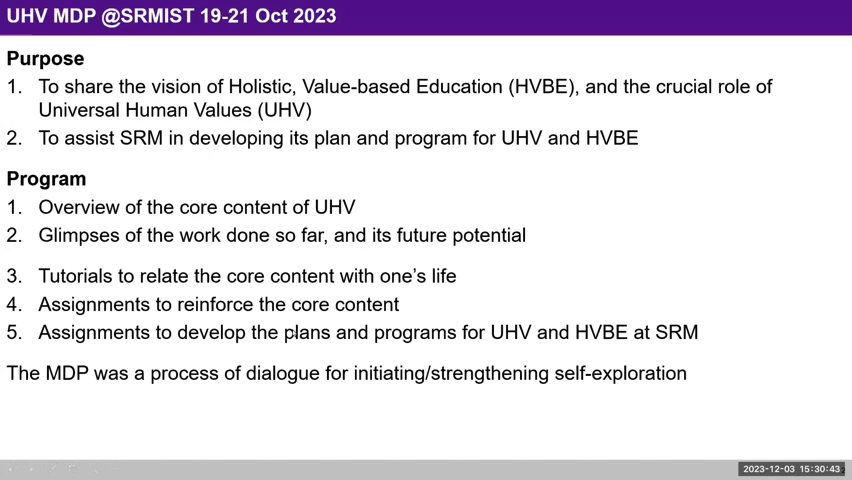 UHV MDP @SRMIST 19-21 Oct 2023
Purpose
1. To share the vision of Holistic, Value-based Education (HVBE), and the crucial role of
Universal Human Values (UHV)
2. To assist SRM in developing its plan and program for UHV and HVBE
Program
1. Overview of the core content of UHV
2. Glimpses of the work done so far, and its future potential
3. Tutorials to relate the core content with one's life
4. Assignments to reinforce the core content
5. Assignments to develop the plans and programs for UHV and HVBE at SRM
The MDP was a process of dialogue for initiating/strengthening self-exploration
2023-12-03 15:30:43
2